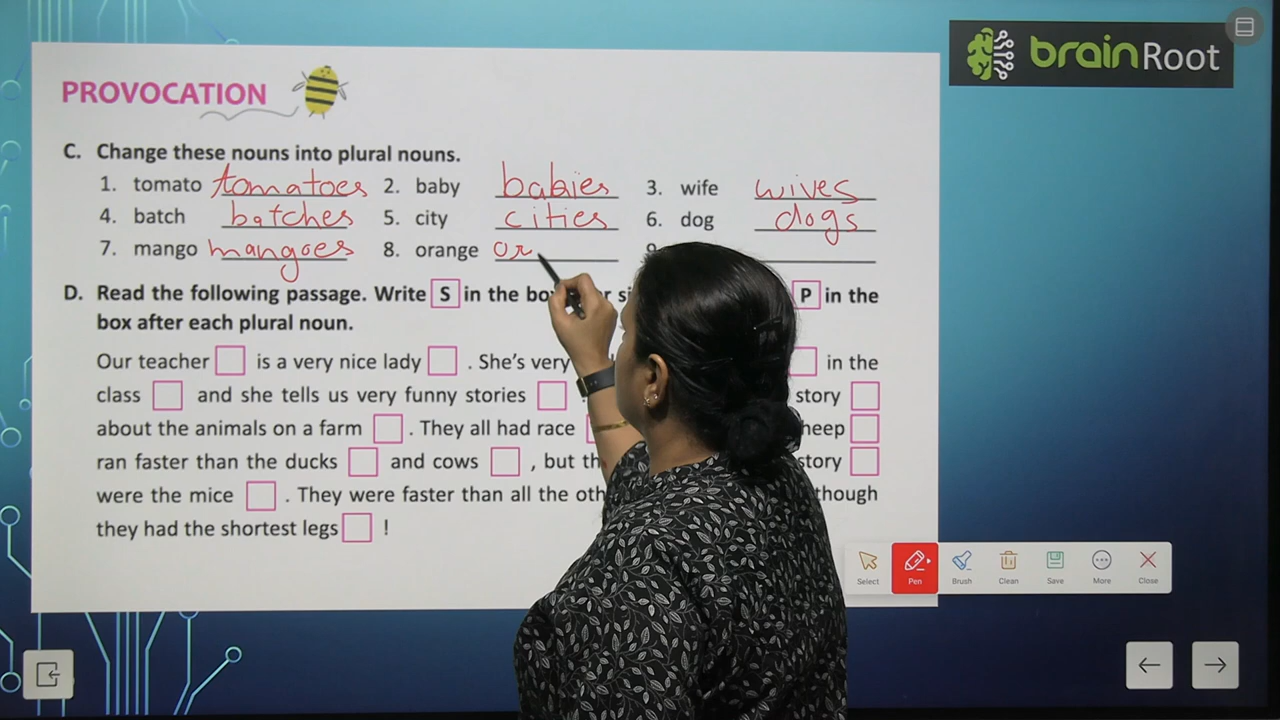 brainRoot
PROVOCATION
C. Change these nouns into plural nouns.
1. tomato tomatoes 2. baby babies 3. wife wives
4. batch batches 5. city cities 6. dog dogs
7. mango mangoes 8. orange or
D. Read the following passage. Write S in the P in the
box after each plural noun.
Our teacher is a very nice lady . She's very in the
class and she tells us very funny stories story
about the animals on a farm . They all had race
ran faster than the ducks and cows , but story
were the mice . They were faster than all the though
they had the shortest legs !
Select Pen Brush Clean Save More Close